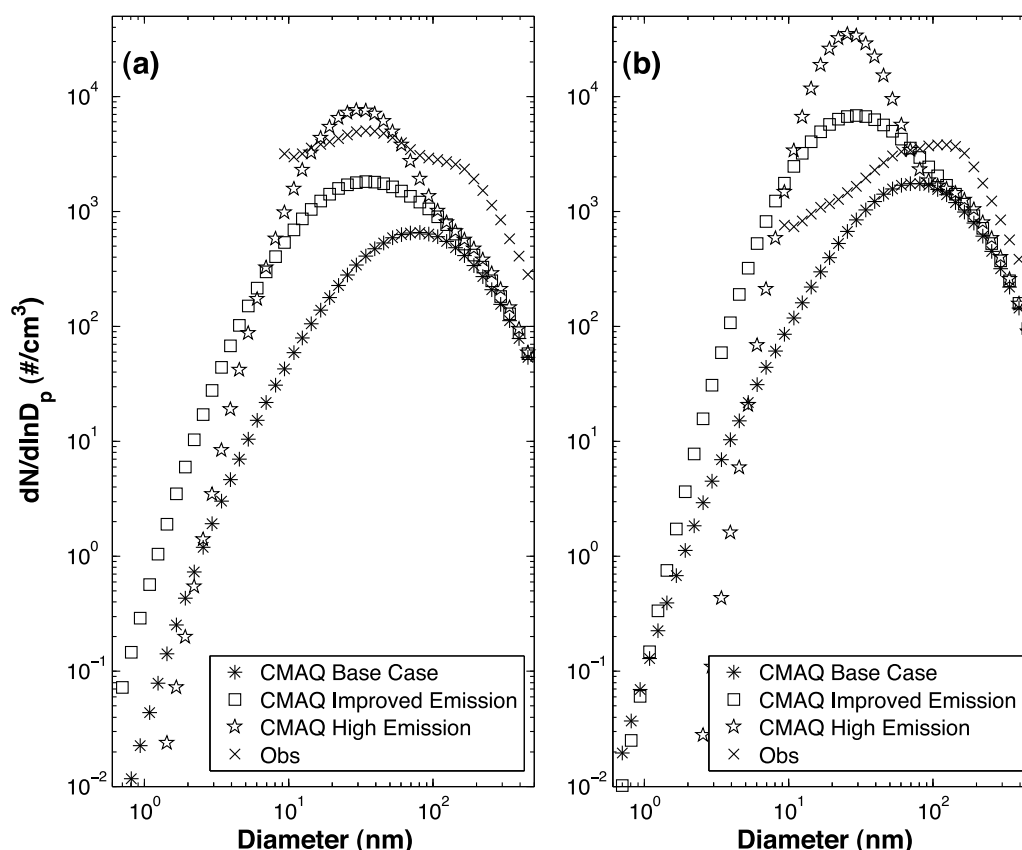 (a)
(b)
dN/dlnD_p (#/cm^3)
10^4
10^3
10^2
10^1
10^0
10^-1
10^-2
10^4
10^3
10^2
10^1
10^0
10^-1
10^-2
CMAQ Base Case
CMAQ Improved Emission
CMAQ High Emission
Obs
CMAQ Base Case
CMAQ Improved Emission
CMAQ High Emission
Obs
10^0
10^1
10^2
10^0
10^1
10^2
Diameter (nm)
Diameter (nm)